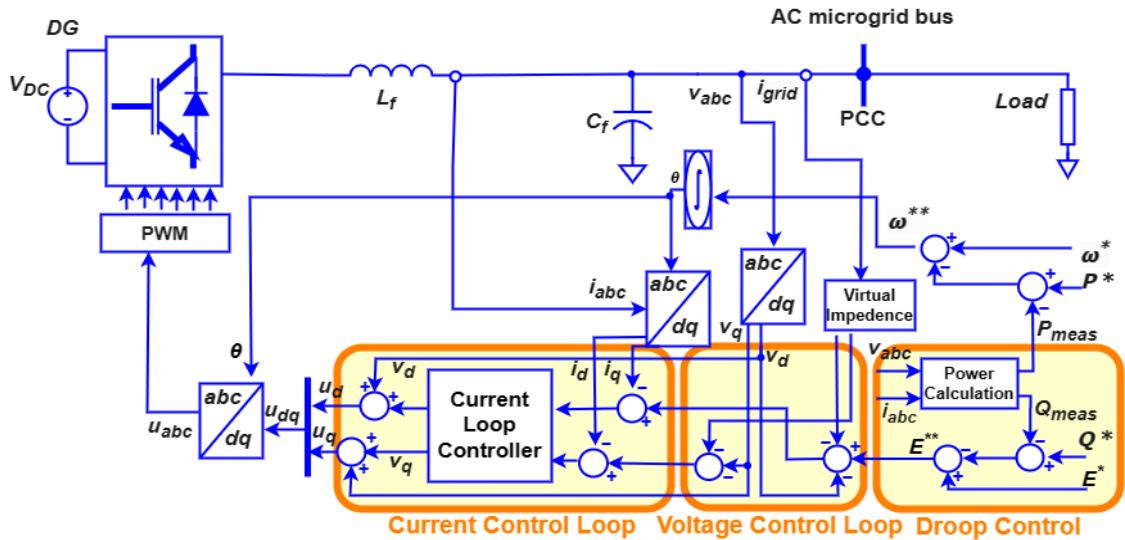 AC microgrid bus
DG
V_DC
L_f
C_f
v_abc
i_grid
PCC
Load
θ
ω**
ω*
P*
PWM
abc
dq
i_abc
abc
dq
v_q
Virtual
Impedence
P_meas
θ
v_d
i_d
i_q
v_d
v_abc
Power
Calculation
i_abc
Q_meas
abc
dq
u_abc
u_dq
u_d
u_q
Current
Loop
Controller
v_q
E**
Q*
E*
+
−
+
−
+
+
+
+
+
−
+
−
+
−
−
−
+
−
−
+
−
+
Current Control Loop
Voltage Control Loop
Droop Control